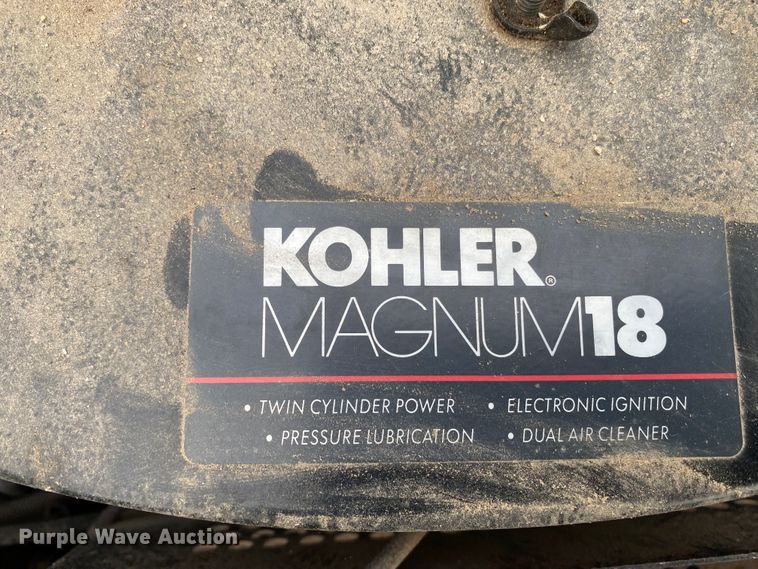 KOHLER®
MAGNUM18
• TWIN CYLINDER POWER • ELECTRONIC IGNITION
• PRESSURE LUBRICATION • DUAL AIR CLEANER
Purple Wave Auction